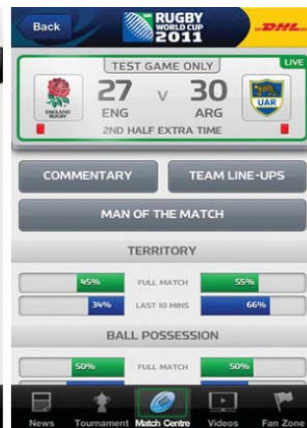 Back
RUGBY
WORLD CUP
2011
DHL
TEST GAME ONLY
LIVE
27 v 30
ENG ARG
ENGLAND
RUGBY
UAR
2ND HALF EXTRA TIME
COMMENTARY
TEAM LINE-UPS
MAN OF THE MATCH
TERRITORY
45% FULL MATCH 55%
34% LAST 10 MINS 66%
BALL POSSESSION
50% FULL MATCH 50%
News Tournament Match Centre Videos Fan Zone